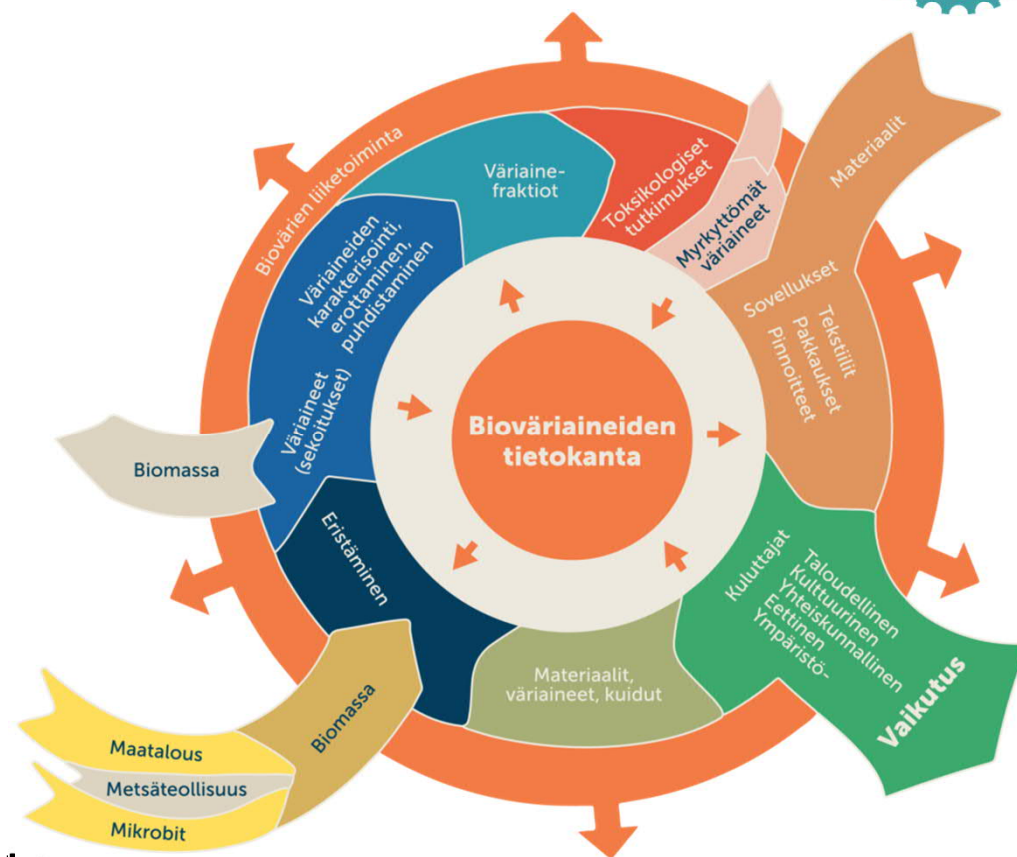 Bioväriaineiden
tietokanta
Biovärien liiketoiminta
Maatalous
Metsäteollisuus
Mikrobit
Biomassa
Eristäminen
Biomassa
Väriaineet
(sekoitukset)
Väriaineiden
karakterisointi,
erottaminen,
puhdistaminen
Väriaine-
fraktiot
Toksikologiset
tutkimukset
Myrkyttömät
väriaineet
Materiaalit
Sovellukset
Tekstiilit
Pakkaukset
Pinnoitteet
Kuluttajat
Taloudellinen
Kulttuurinen
Yhteiskunnallinen
Eettinen
Ympäristö-
Vaikutus
Materiaalit,
väriaineet, kuidut